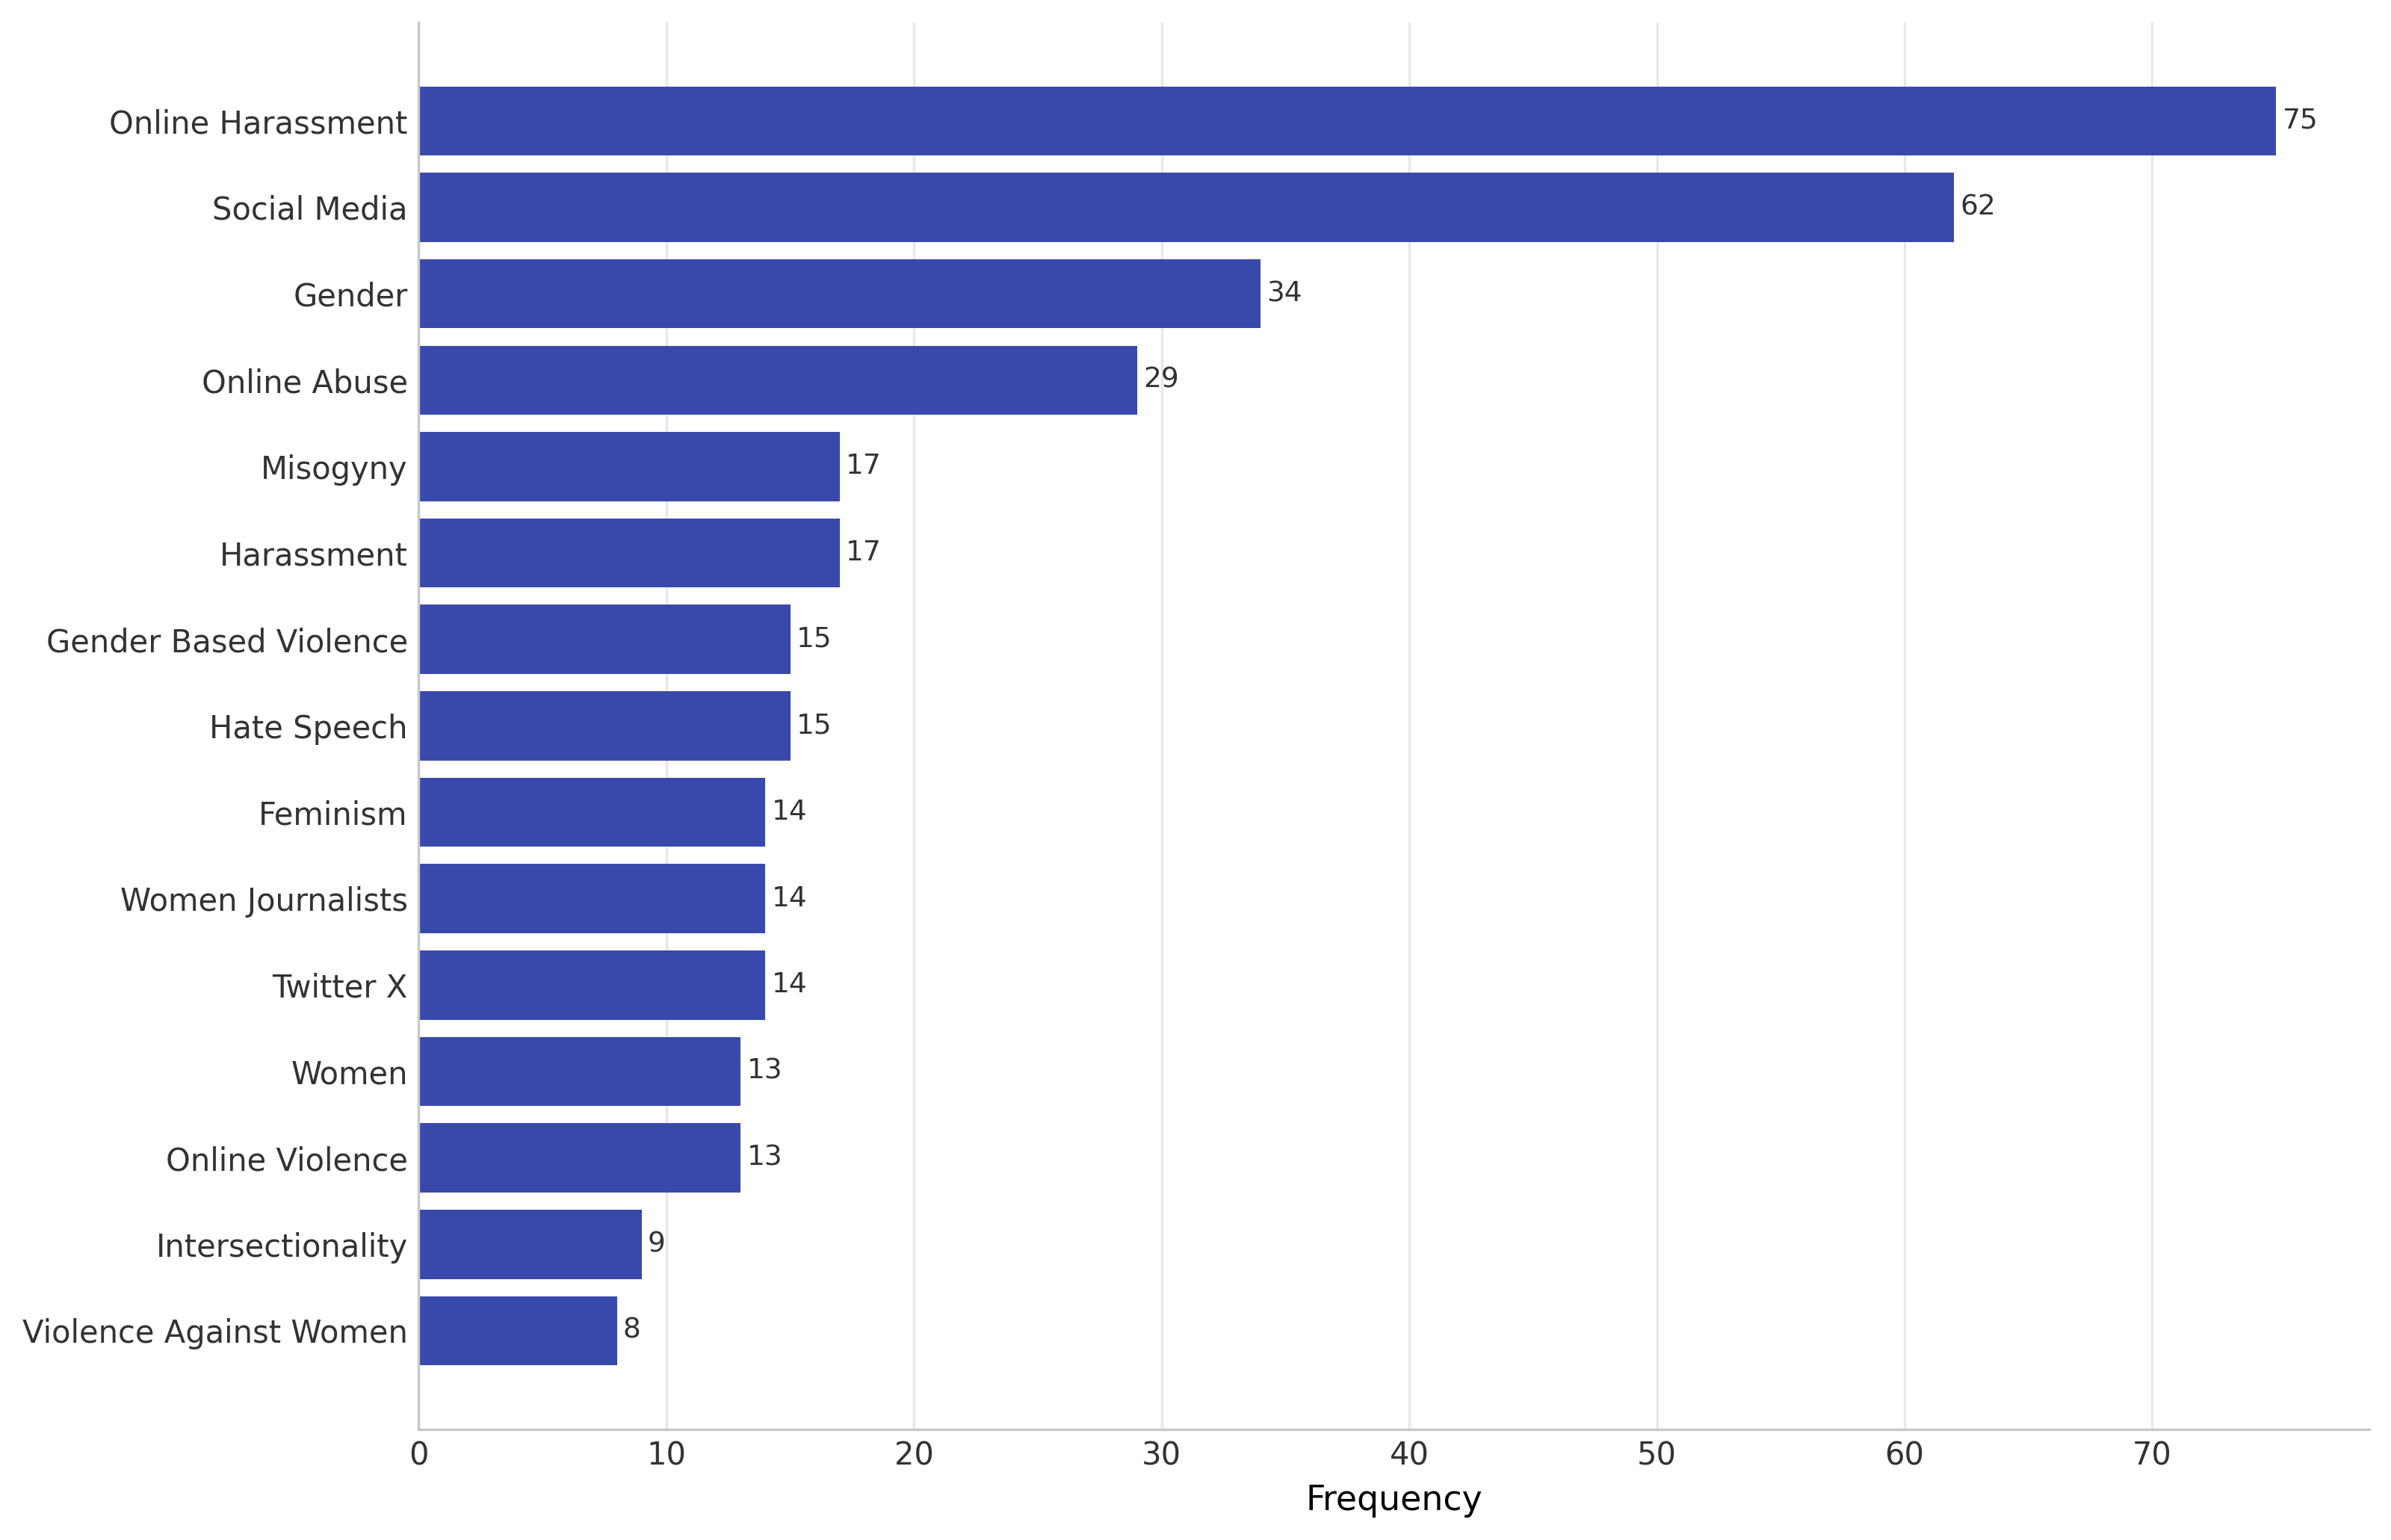 Online Harassment 75
Social Media 62
Gender 34
Online Abuse 29
Misogyny 17
Harassment 17
Gender Based Violence 15
Hate Speech 15
Feminism 14
Women Journalists 14
Twitter X 14
Women 13
Online Violence 13
Intersectionality 9
Violence Against Women 8
0 10 20 30 40 50 60 70
Frequency